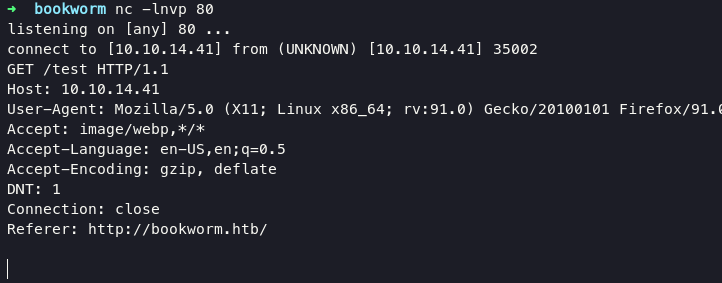 ➜ bookworm nc -lnvp 80
listening on [any] 80 ...
connect to [10.10.14.41] from (UNKNOWN) [10.10.14.41] 35002
GET /test HTTP/1.1
Host: 10.10.14.41
User-Agent: Mozilla/5.0 (X11; Linux x86_64; rv:91.0) Gecko/20100101 Firefox/91.0
Accept: image/webp,*/*
Accept-Language: en-US,en;q=0.5
Accept-Encoding: gzip, deflate
DNT: 1
Connection: close
Referer: http://bookworm.htb/